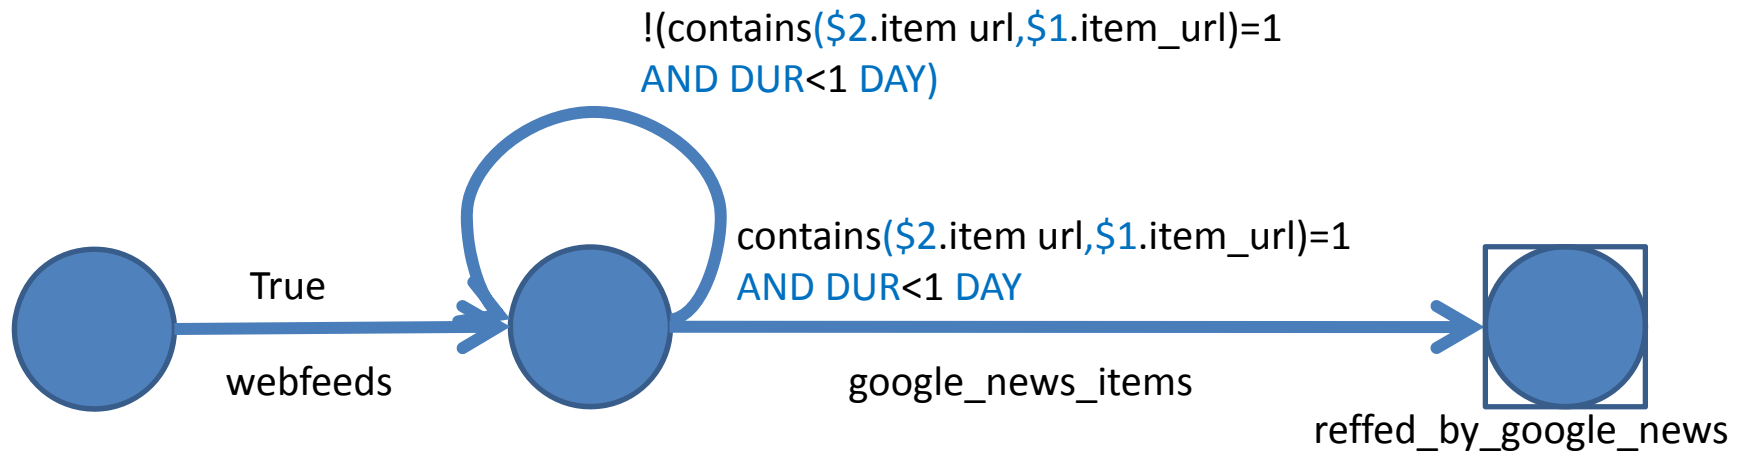 !(contains($2.item url,$1.item_url)=1
AND DUR<1 DAY)
contains($2.item url,$1.item_url)=1
AND DUR<1 DAY
True
webfeeds
google_news_items
reffed_by_google_news